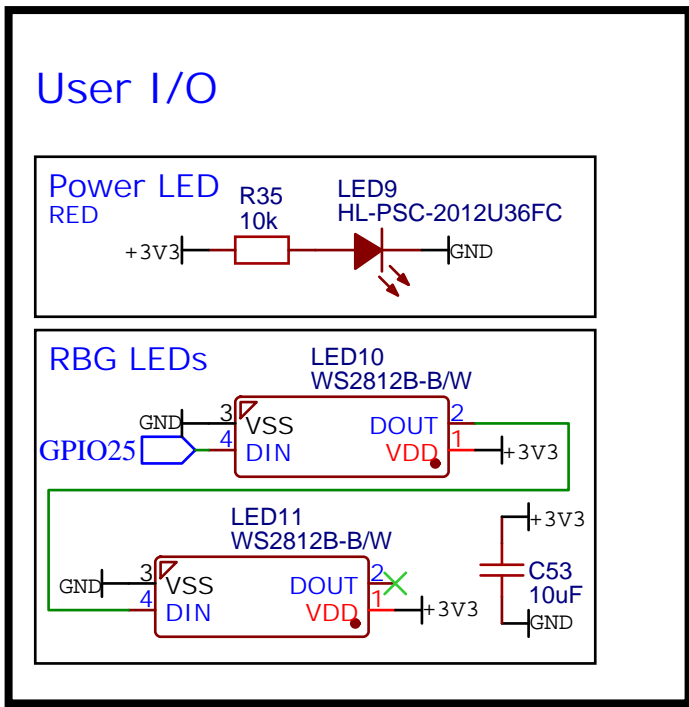 User I/O
Power LED
RED
R35
10k
LED9
HL-PSC-2012U36FC
+3V3
GND
RBG LEDs
LED10
WS2812B-B/W
GND
3
VSS
DOUT
2
GPIO25
4
DIN
VDD
1
+3V3
LED11
WS2812B-B/W
+3V3
GND
3
VSS
DOUT
2
C53
10uF
4
DIN
VDD
1
+3V3
GND